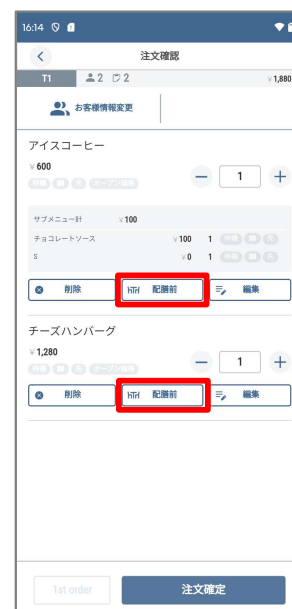 16:14
注文確認
T1 2 2 ¥1,880
お客様情報変更
アイスコーヒー
¥600
1
サブメニュー計 ¥100
チョコレートソース ¥100 1
S ¥0 1
削除 配膳前 編集
チーズハンバーグ
¥1,280
1
削除 配膳前 編集
1st order 注文確定